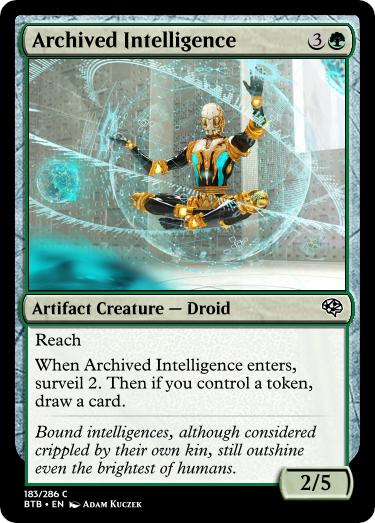 Archived Intelligence 3
Artifact Creature — Droid
Reach
When Archived Intelligence enters,
surveil 2. Then if you control a token,
draw a card.
Bound intelligences, although considered
crippled by their own kin, still outshine
even the brightest of humans.
2/5
183/286 C
BTB • EN Adam Kuczek